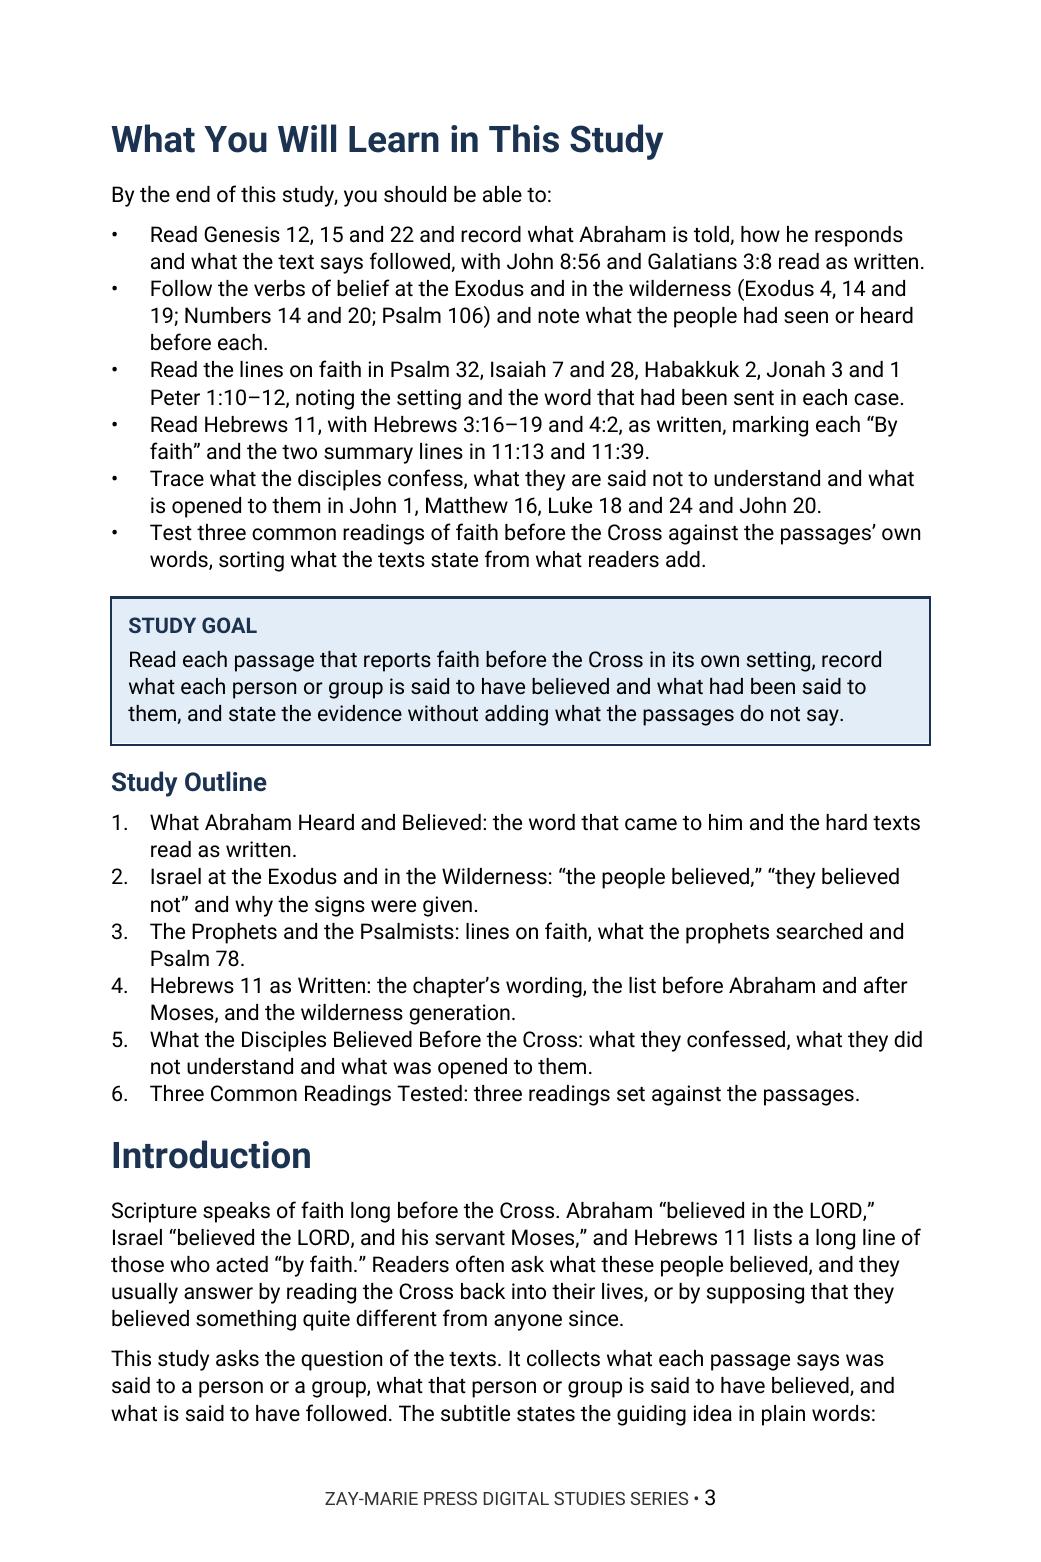 What You Will Learn in This Study
By the end of this study, you should be able to:
• Read Genesis 12, 15 and 22 and record what Abraham is told, how he responds
and what the text says followed, with John 8:56 and Galatians 3:8 read as written.
• Follow the verbs of belief at the Exodus and in the wilderness (Exodus 4, 14 and
19; Numbers 14 and 20; Psalm 106) and note what the people had seen or heard
before each.
• Read the lines on faith in Psalm 32, Isaiah 7 and 28, Habakkuk 2, Jonah 3 and 1
Peter 1:10–12, noting the setting and the word that had been sent in each case.
• Read Hebrews 11, with Hebrews 3:16–19 and 4:2, as written, marking each “By
faith” and the two summary lines in 11:13 and 11:39.
• Trace what the disciples confess, what they are said not to understand and what
is opened to them in John 1, Matthew 16, Luke 18 and 24 and John 20.
• Test three common readings of faith before the Cross against the passages’ own
words, sorting what the texts state from what readers add.
STUDY GOAL
Read each passage that reports faith before the Cross in its own setting, record
what each person or group is said to have believed and what had been said to
them, and state the evidence without adding what the passages do not say.
Study Outline
1. What Abraham Heard and Believed: the word that came to him and the hard texts
read as written.
2. Israel at the Exodus and in the Wilderness: “the people believed,” “they believed
not” and why the signs were given.
3. The Prophets and the Psalmists: lines on faith, what the prophets searched and
Psalm 78.
4. Hebrews 11 as Written: the chapter’s wording, the list before Abraham and after
Moses, and the wilderness generation.
5. What the Disciples Believed Before the Cross: what they confessed, what they did
not understand and what was opened to them.
6. Three Common Readings Tested: three readings set against the passages.
Introduction
Scripture speaks of faith long before the Cross. Abraham “believed in the LORD,”
Israel “believed the LORD, and his servant Moses,” and Hebrews 11 lists a long line of
those who acted “by faith.” Readers often ask what these people believed, and they
usually answer by reading the Cross back into their lives, or by supposing that they
believed something quite different from anyone since.
This study asks the question of the texts. It collects what each passage says was
said to a person or a group, what that person or group is said to have believed, and
what is said to have followed. The subtitle states the guiding idea in plain words:
ZAY-MARIE PRESS DIGITAL STUDIES SERIES • 3